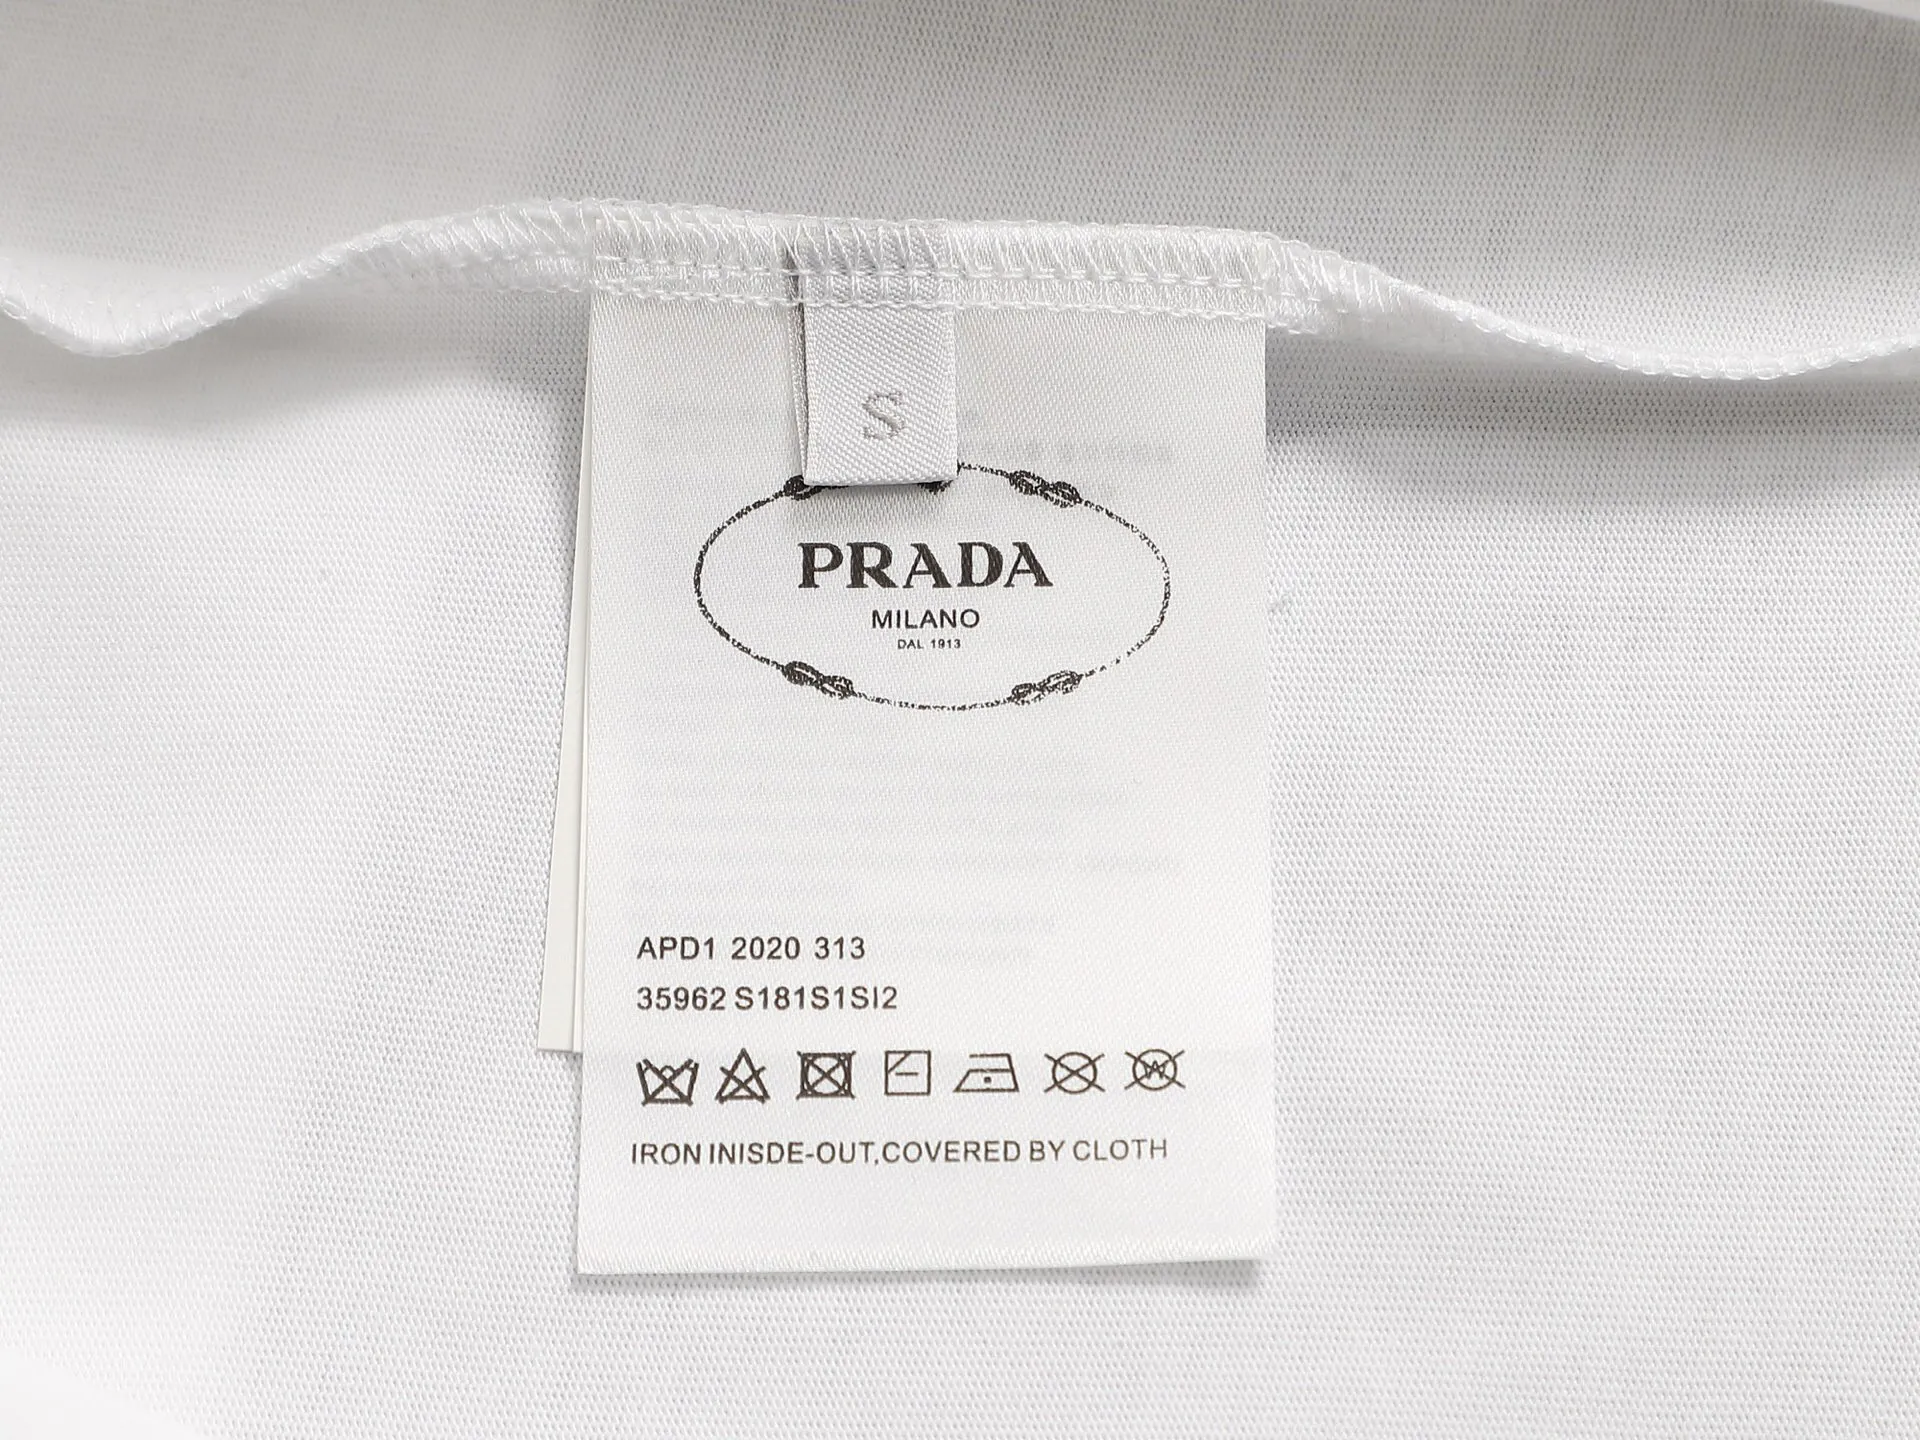 S
PRADA
MILANO
DAL 1913
APD1 2020 313
35962 S181S1SI2
W
IRON INISDE-OUT,COVERED BY CLOTH